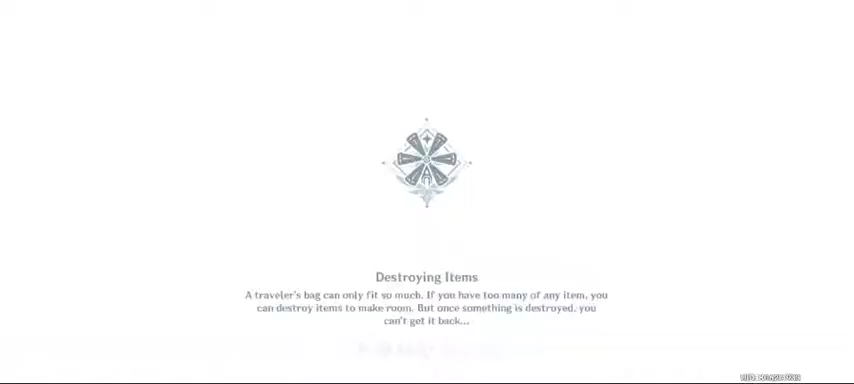 Destroying Items
A traveler's bag can only fit so much. If you have too many of any item, you
can destroy items to make room. But once something is destroyed, you
can't get it back...